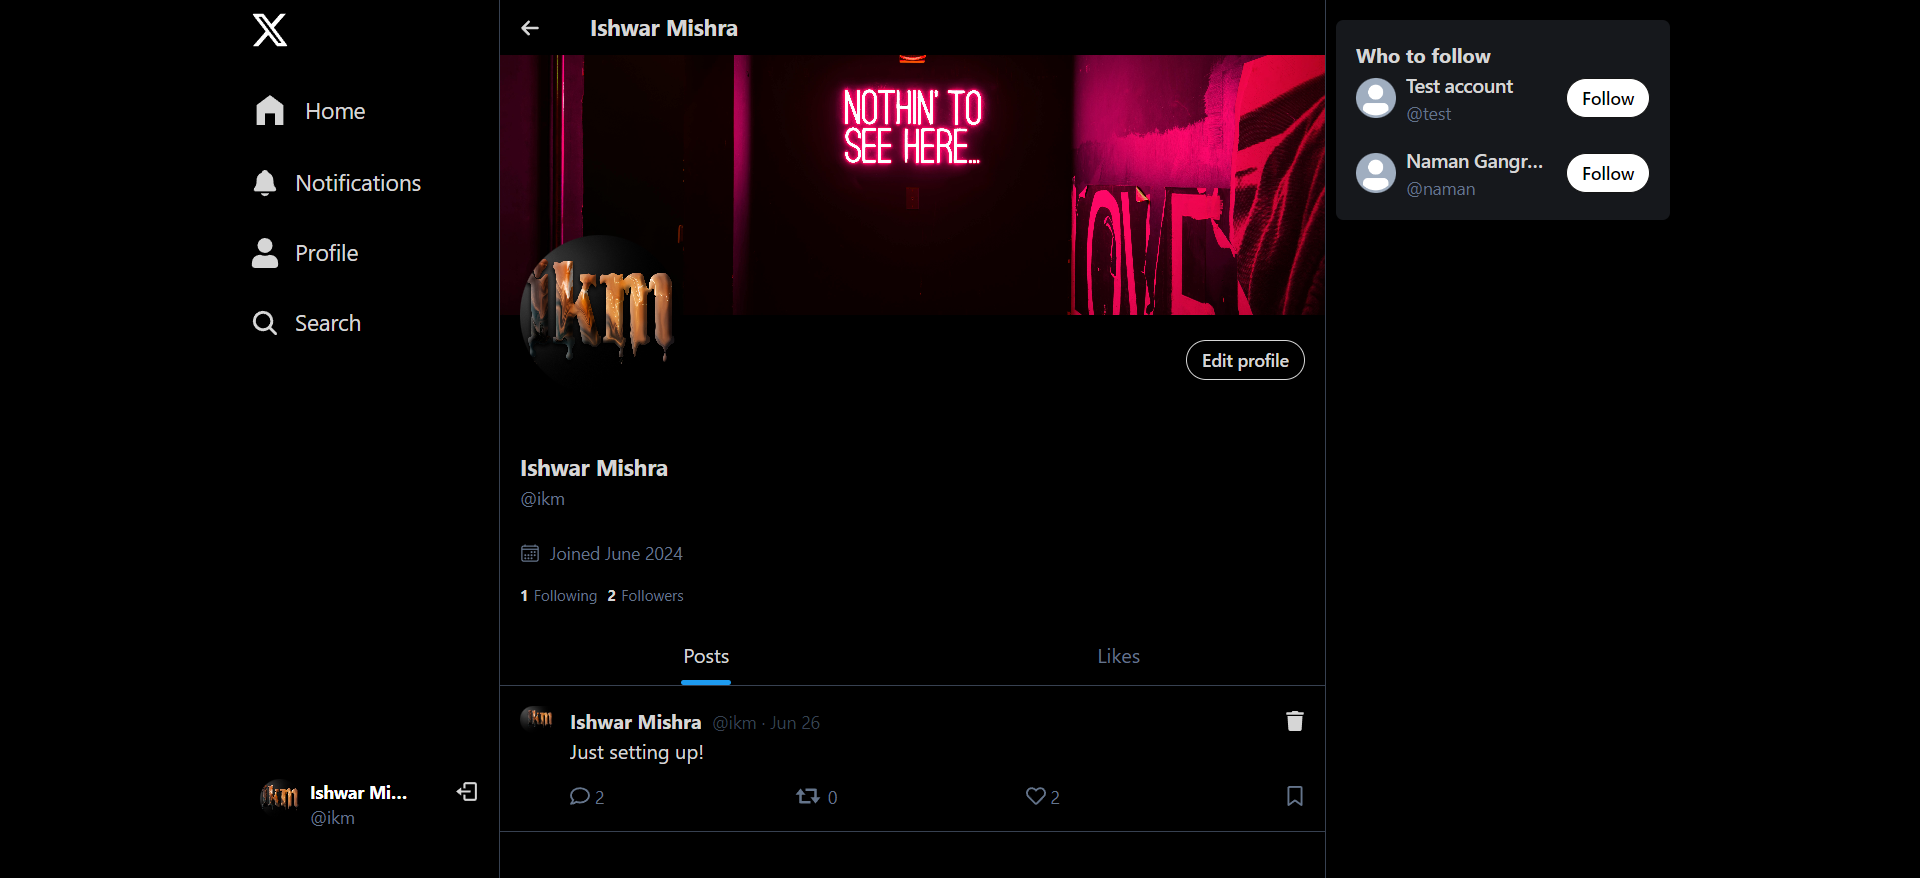 Home
Notifications
Profile
Search
Ishwar Mi...
@ikm
Ishwar Mishra
NOTHIN' TO
SEE HERE...
LOVE
ikm
Edit profile
Ishwar Mishra
@ikm
Joined June 2024
1 Following 2 Followers
Posts
Likes
ikm
Ishwar Mishra @ikm · Jun 26
Just setting up!
2
0
2
ikm
Who to follow
Test account
@test
Follow
Naman Gangr...
@naman
Follow